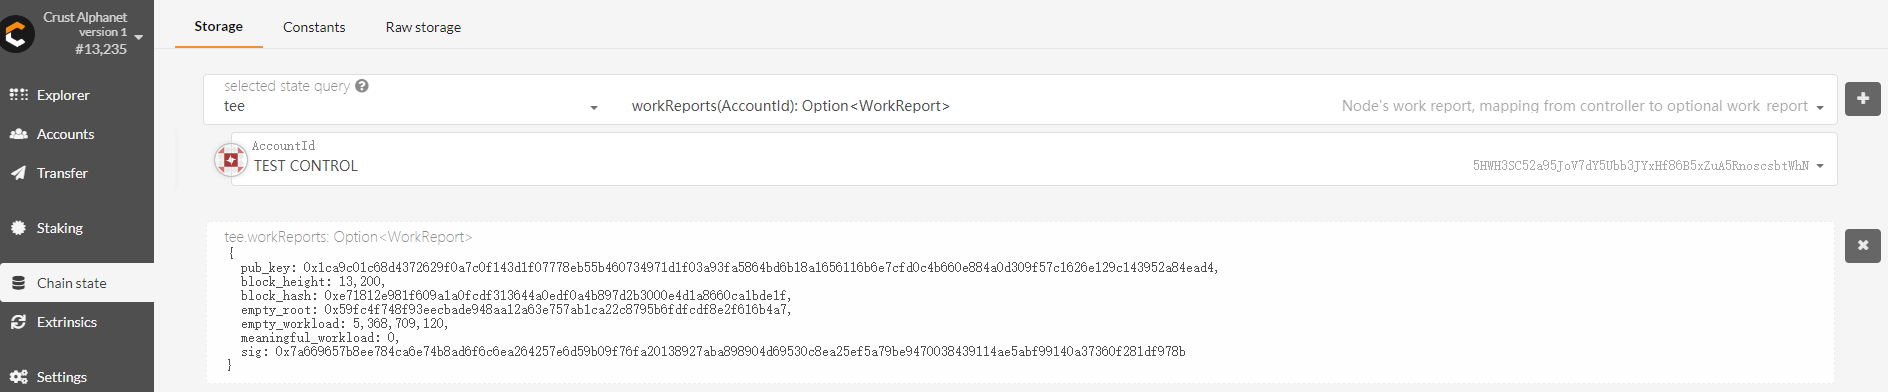 Crust Alphanet
version 1
#13,235
Explorer
Accounts
Transfer
Staking
Chain state
Extrinsics
Settings
Storage Constants Raw storage
selected state query
tee workReports(AccountId): Option<WorkReport> Node's work report, mapping from controller to optional work report
AccountId
TEST CONTROL 5HWH3SC52a95JoV7dY5Ubb3JYxHf86B5xZuA5RnoscsbtWhN
tee.workReports: Option<WorkReport>
{
pub_key: 0x1ca9c01c68d4372629f0a7c0f143d1f07778eb55b460734971d1f03a93fa5864bd6b18a1656116b6e7cfd0c4b660e884a0d309f57c1626e129c143952a84ead4,
block_height: 13,200,
block_hash: 0xe71812e981f609a1a0fcdf313644a0edf0a4b897d2b3000e4d1a8660ca1bde1f,
empty_root: 0x59fc4f748f93eecbade948aa12a63e757ab1ca22c8795b6fdfcdf8e2f616b4a7,
empty_workload: 5,368,709,120,
meaningful_workload: 0,
sig: 0x7a669657b8ee784ca6e74b8ad6f6c6ea264257e6d59b09f76fa20138927aba898904d69530c8ea25ef5a79be9470038439114ae5abf99140a37360f281df978b
}